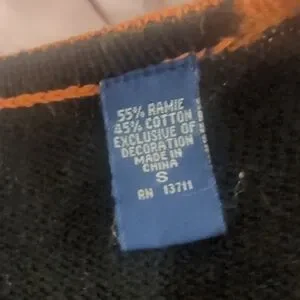 55% RAMIE
45% COTTON
EXCLUSIVE OF
DECORATION
MADE IN
CHINA
S
RN 13711